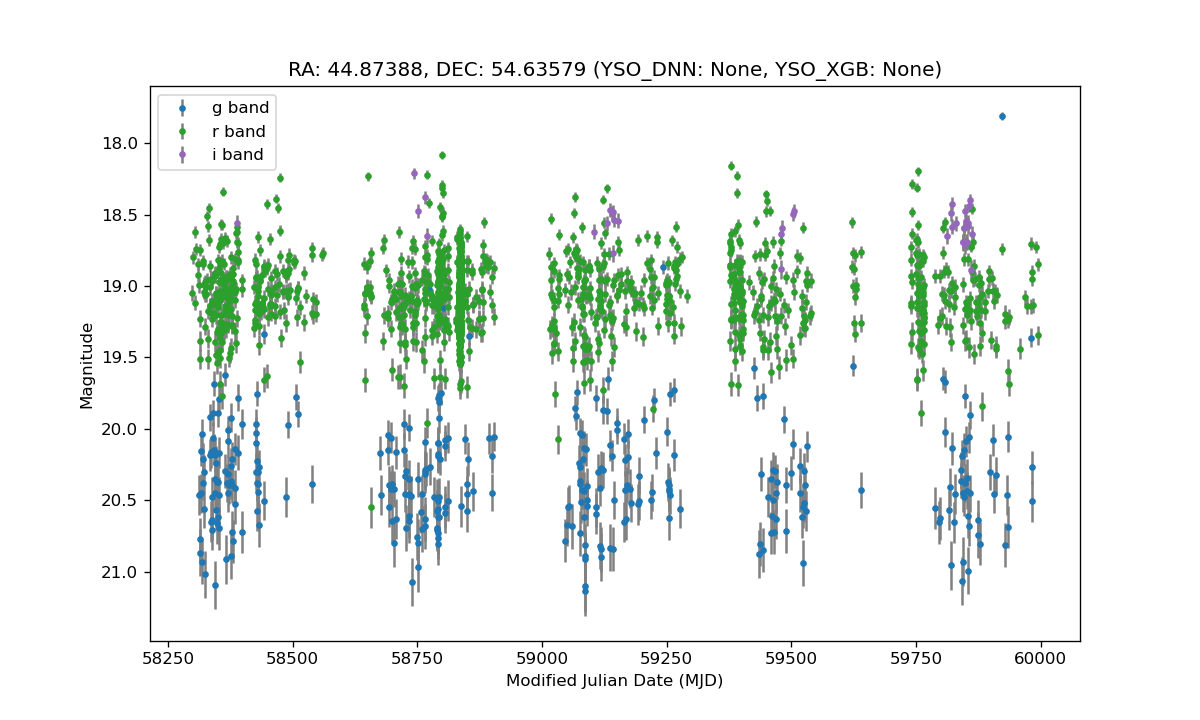 RA: 44.87388, DEC: 54.63579 (YSO_DNN: None, YSO_XGB: None)
g band
r band
i band
18.0
18.5
19.0
19.5
20.0
20.5
21.0
Magnitude
58250 58500 58750 59000 59250 59500 59750 60000
Modified Julian Date (MJD)